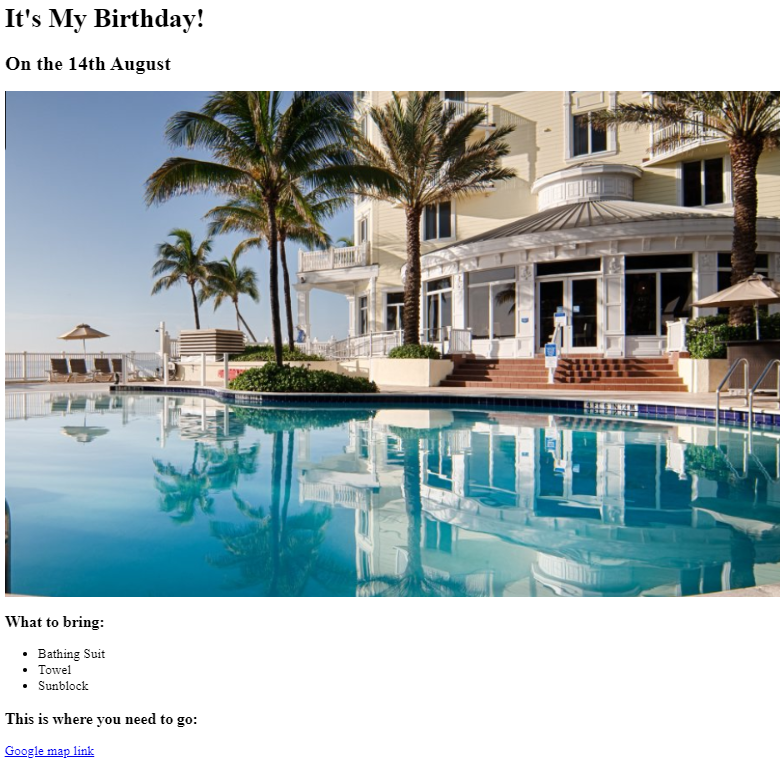 It's My Birthday!
On the 14th August
What to bring:
Bathing Suit
Towel
Sunblock
This is where you need to go:
Google map link